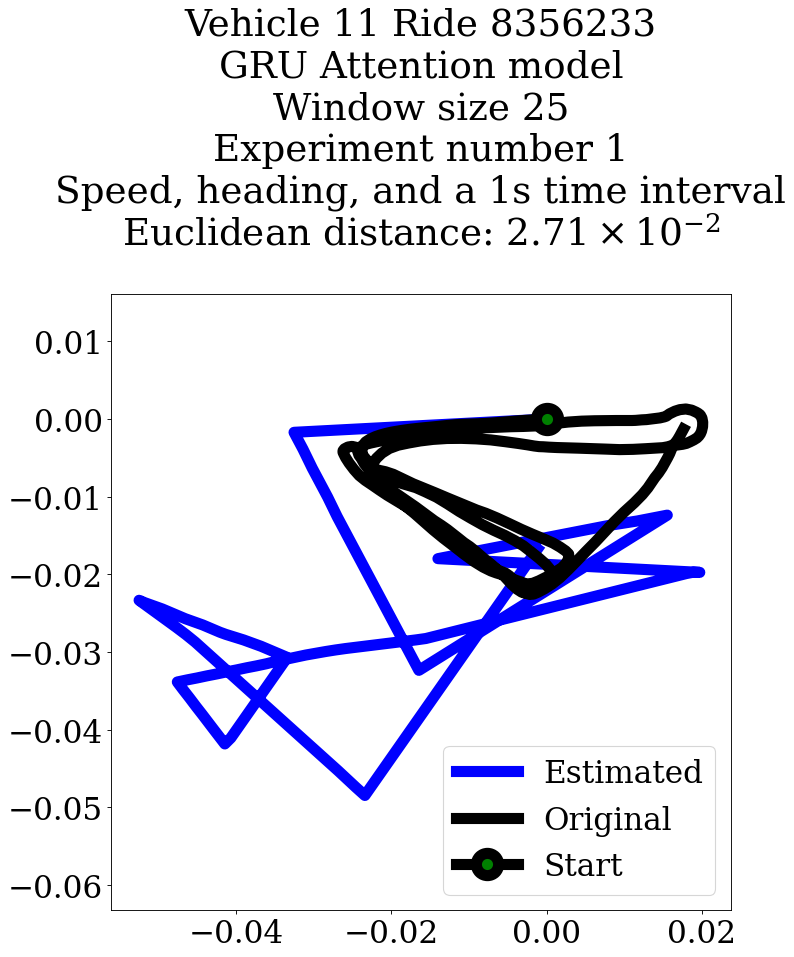 Vehicle 11 Ride 8356233
GRU Attention model
Window size 25
Experiment number 1
Speed, heading, and a 1s time interval
Euclidean distance: 2.71 × 10⁻²
0.01
0.00
−0.01
−0.02
−0.03
−0.04
−0.05
−0.06
Estimated
Original
Start
−0.04 −0.02 0.00 0.02